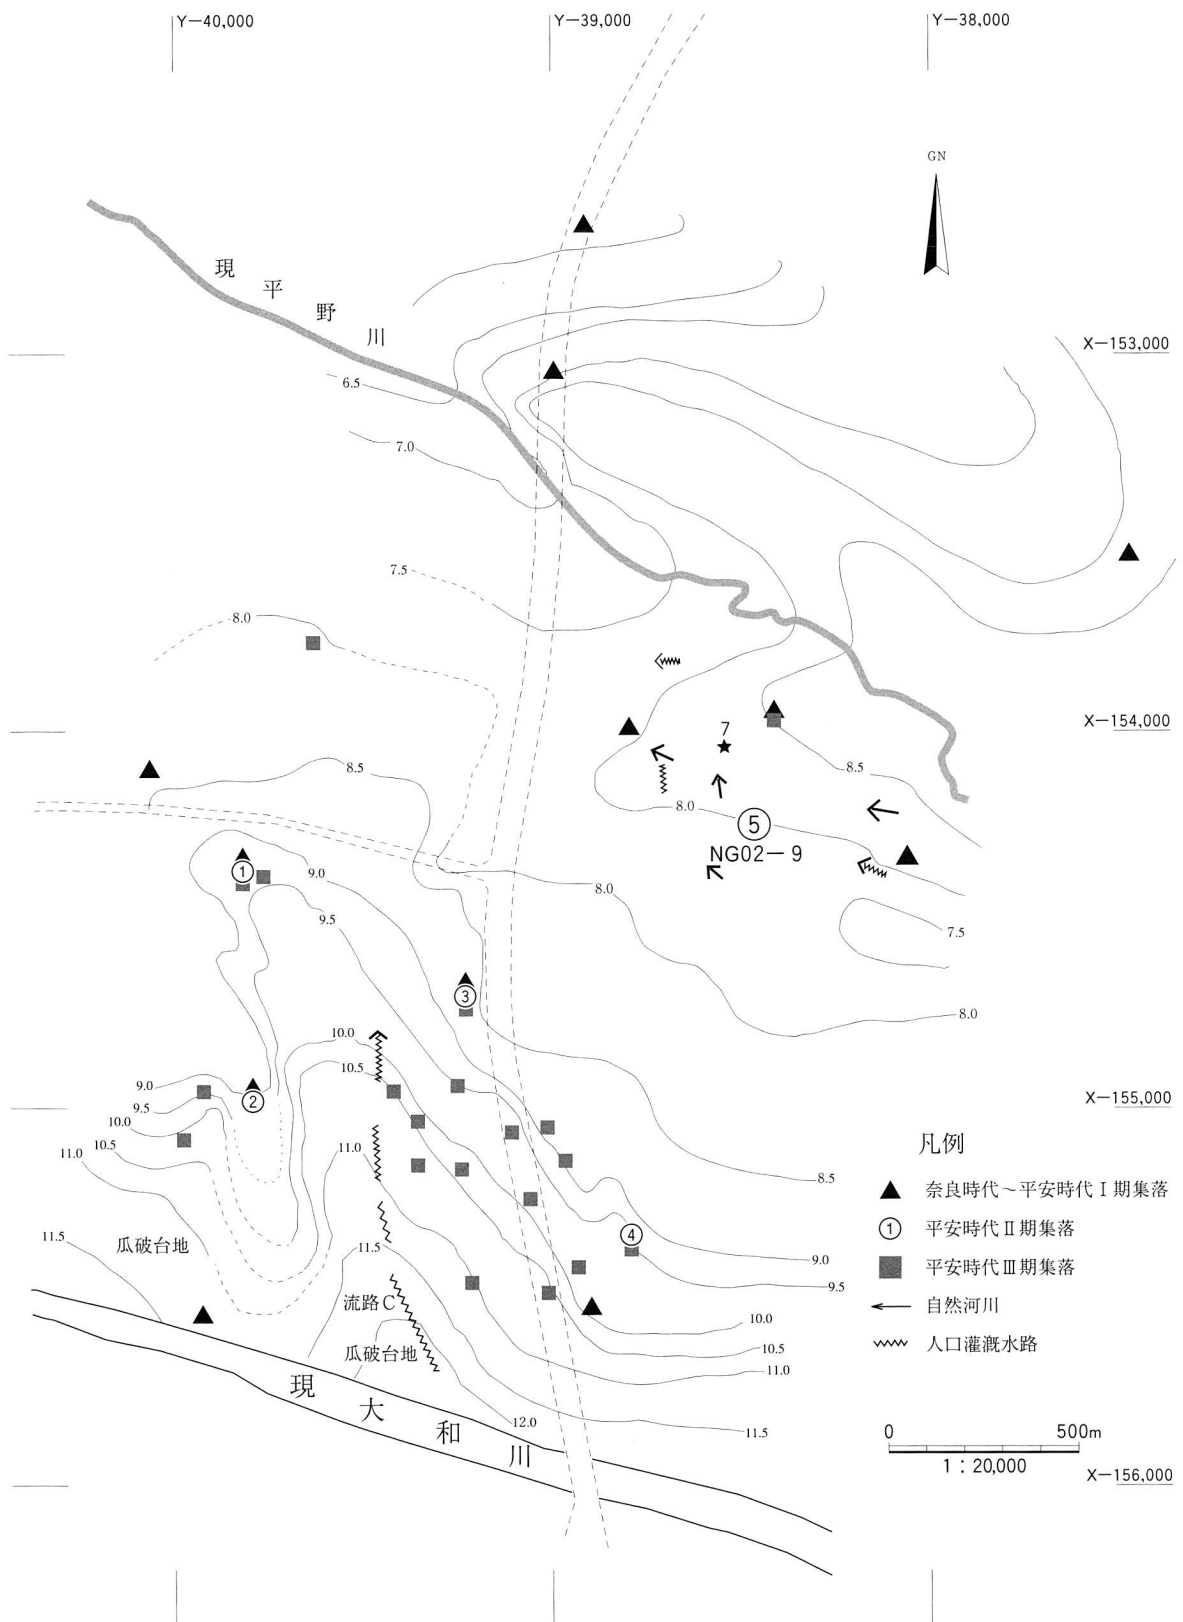 Y−40,000
Y−39,000
Y−38,000
GN
現平野川
X−153,000
6.5
7.0
7.5
8.0
7
X−154,000
8.5
8.5
8.0
⑤
NG02−9
①
9.0
8.0
9.5
7.5
③
8.0
10.0
10.5
9.0
②
9.5
10.0
10.5
11.0
11.0
X−155,000
凡例
8.5
奈良時代～平安時代Ⅰ期集落
① 平安時代Ⅱ期集落
平安時代Ⅲ期集落
自然河川
人口灌漑水路
④
11.5
瓜破台地
11.5
9.0
9.5
流路C
瓜破台地
10.0
10.5
11.0
現大和川
12.0
11.5
0 500m
1：20,000
X−156,000